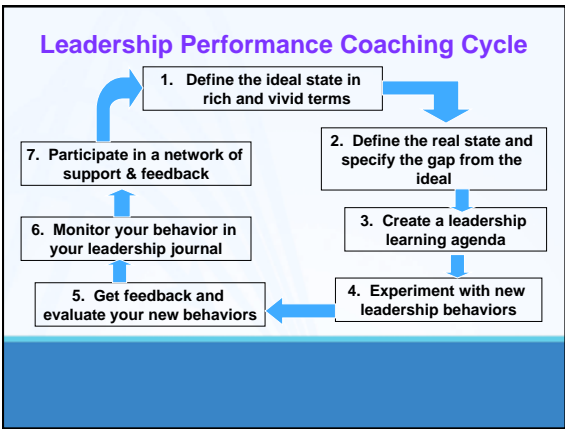 Leadership Performance Coaching Cycle
1. Define the ideal state in
rich and vivid terms
2. Define the real state and
specify the gap from the
ideal
3. Create a leadership
learning agenda
4. Experiment with new
leadership behaviors
5. Get feedback and
evaluate your new behaviors
6. Monitor your behavior in
your leadership journal
7. Participate in a network of
support & feedback